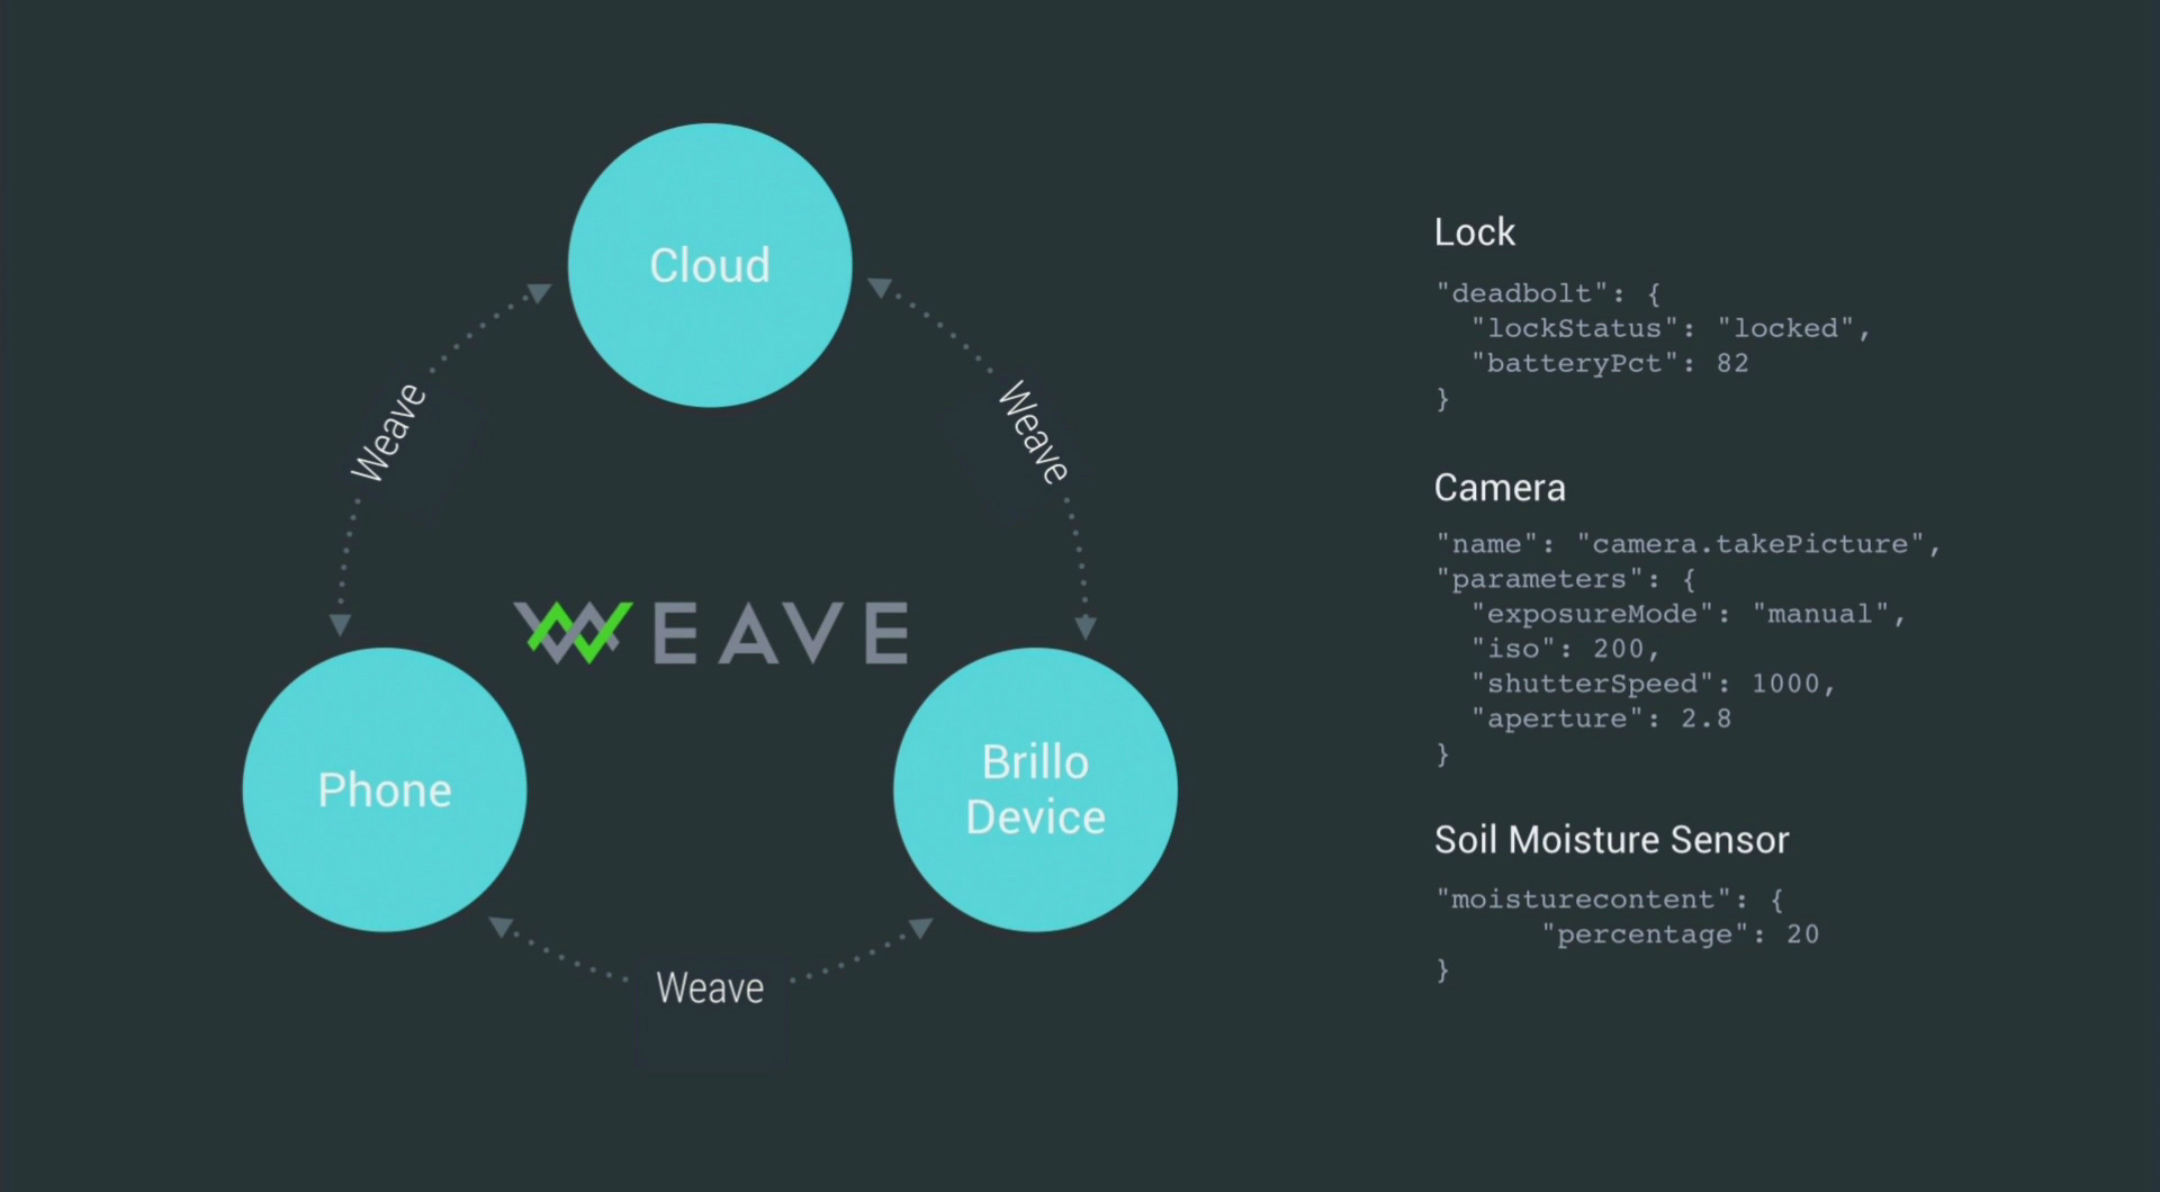 Cloud
Weave
Weave
WEAVE
Phone
Brillo
Device
Weave
Lock
"deadbolt": {
  "lockStatus": "locked",
  "batteryPct": 82
}
Camera
"name": "camera.takePicture",
"parameters": {
  "exposureMode": "manual",
  "iso": 200,
  "shutterSpeed": 1000,
  "aperture": 2.8
}
Soil Moisture Sensor
"moisturecontent": {
      "percentage": 20
}